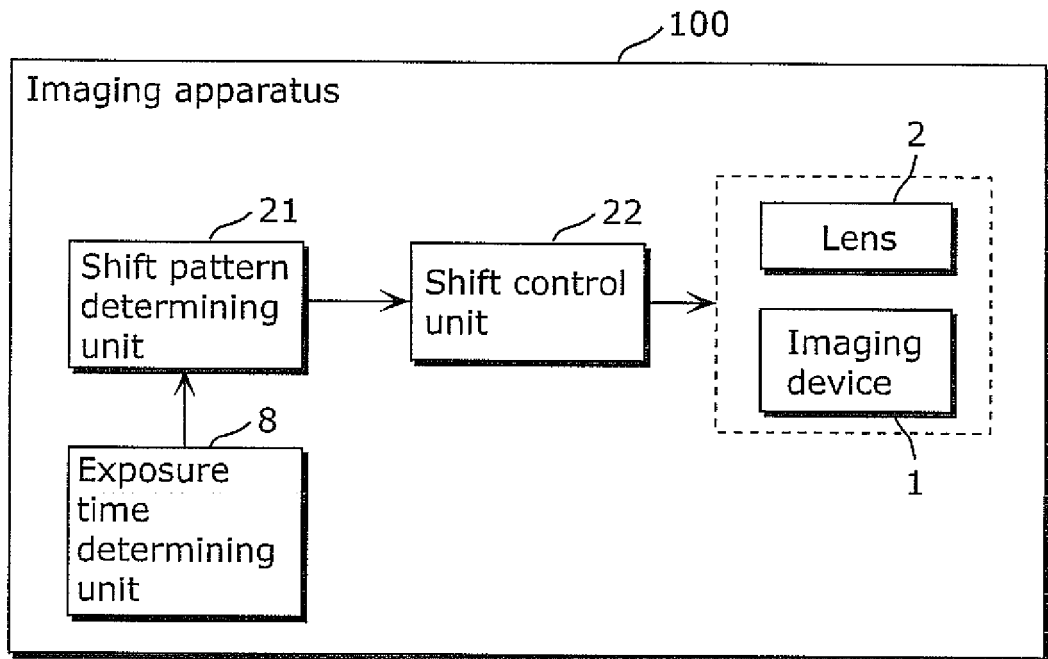 100
Imaging apparatus
2
Lens
21
Shift pattern
determining
unit
22
Shift control
unit
Imaging
device
1
8
Exposure
time
determining
unit